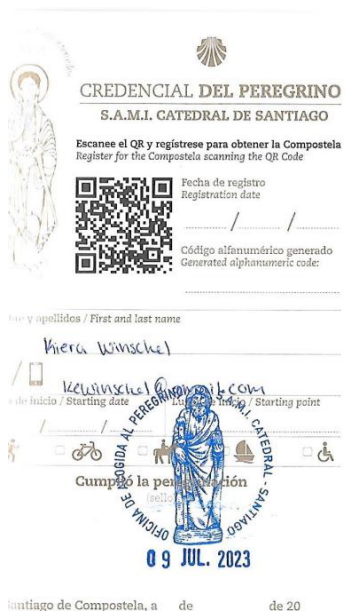 CREDENCIAL DEL PEREGRINO
S.A.M.I. CATEDRAL DE SANTIAGO
Escanee el QR y regístrese para obtener la Compostela
Register for the Compostela scanning the QR Code
Fecha de registro
Registration date
/ /
Código alfanumérico generado
Generated alphanumeric code:
y apellidos / First and last name
Kiera Winschel
de inicio / Starting date
/ Starting point
/ /
Cumplió la peregrinación
(sello)
OFICINA DE ACOGIDA AL PEREGRINO
S.A.M.I. CATEDRAL - SANTIAGO
09 JUL. 2023
Santiago de Compostela, a de de 20